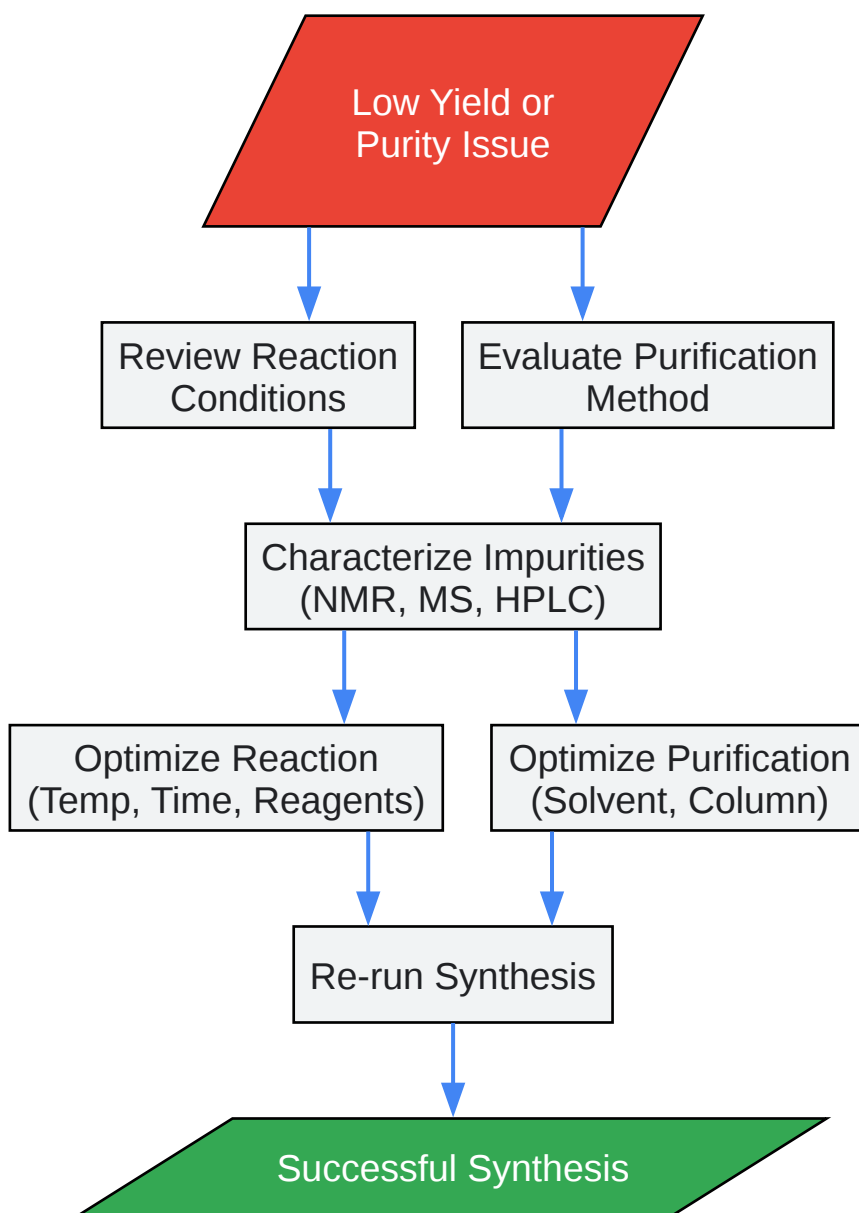 Low Yield or
Purity Issue
Review Reaction
Conditions
Evaluate Purification
Method
Characterize Impurities
(NMR, MS, HPLC)
Optimize Reaction
(Temp, Time, Reagents)
Optimize Purification
(Solvent, Column)
Re-run Synthesis
Successful Synthesis